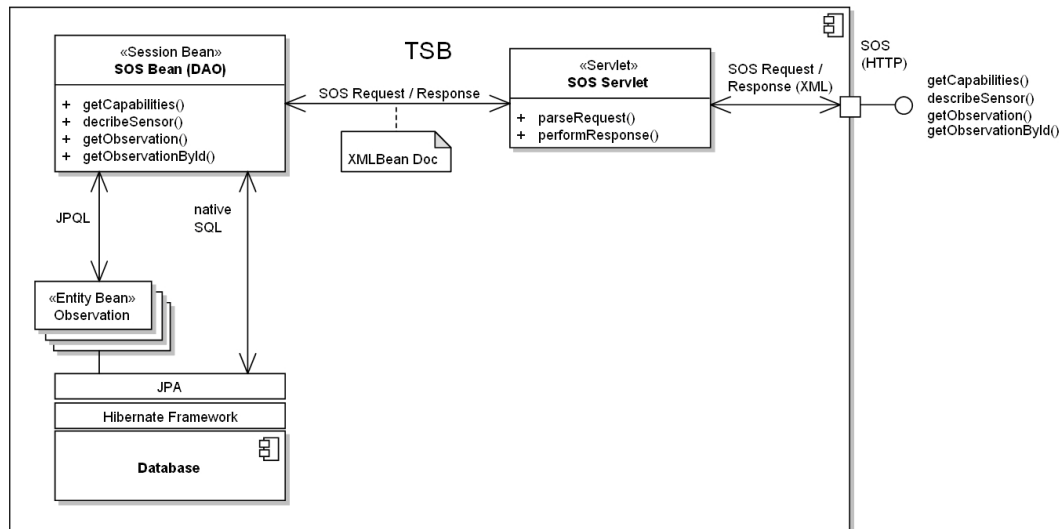 TSB
«Session Bean»
SOS Bean (DAO)
+ getCapabilities()
+ decribeSensor()
+ getObservation()
+ getObservationById()
SOS Request / Response
XMLBean Doc
«Servlet»
SOS Servlet
+ parseRequest()
+ performResponse()
SOS Request /
Response (XML)
SOS
(HTTP)
getCapabilities()
describeSensor()
getObservation()
getObservationById()
JPQL
native
SQL
«Entity Bean»
Observation
JPA
Hibernate Framework
Database